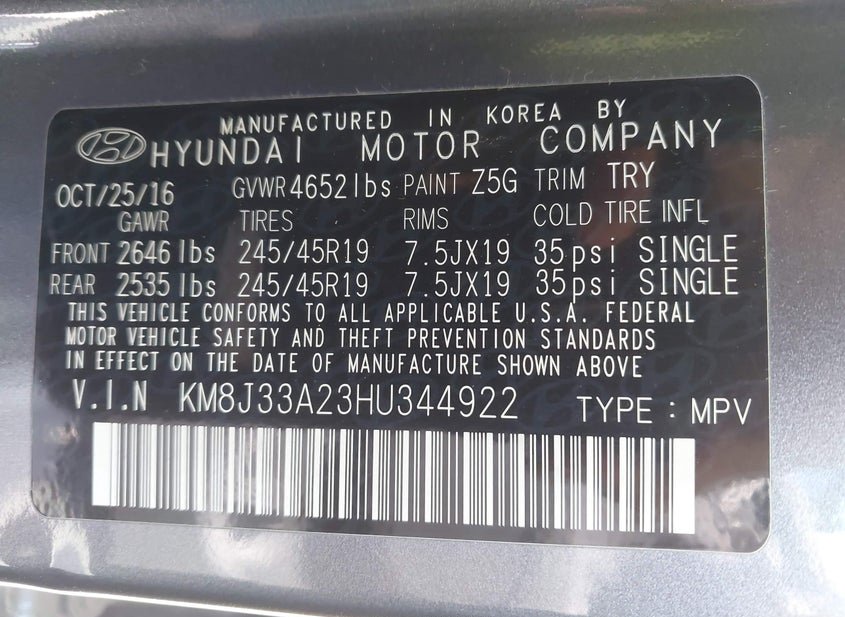 MANUFACTURED IN KOREA BY
HYUNDAI MOTOR COMPANY
OCT/25/16 GVWR 4652lbs PAINT Z5G TRIM TRY
GAWR TIRES RIMS COLD TIRE INFL
FRONT 2646 lbs 245/45R19 7.5JX19 35psi SINGLE
REAR 2535 lbs 245/45R19 7.5JX19 35psi SINGLE
THIS VEHICLE CONFORMS TO ALL APPLICABLE U.S.A. FEDERAL
MOTOR VEHICLE SAFETY AND THEFT PREVENTION STANDARDS
IN EFFECT ON THE DATE OF MANUFACTURE SHOWN ABOVE
V.I.N KM8J33A23HU344922 TYPE : MPV